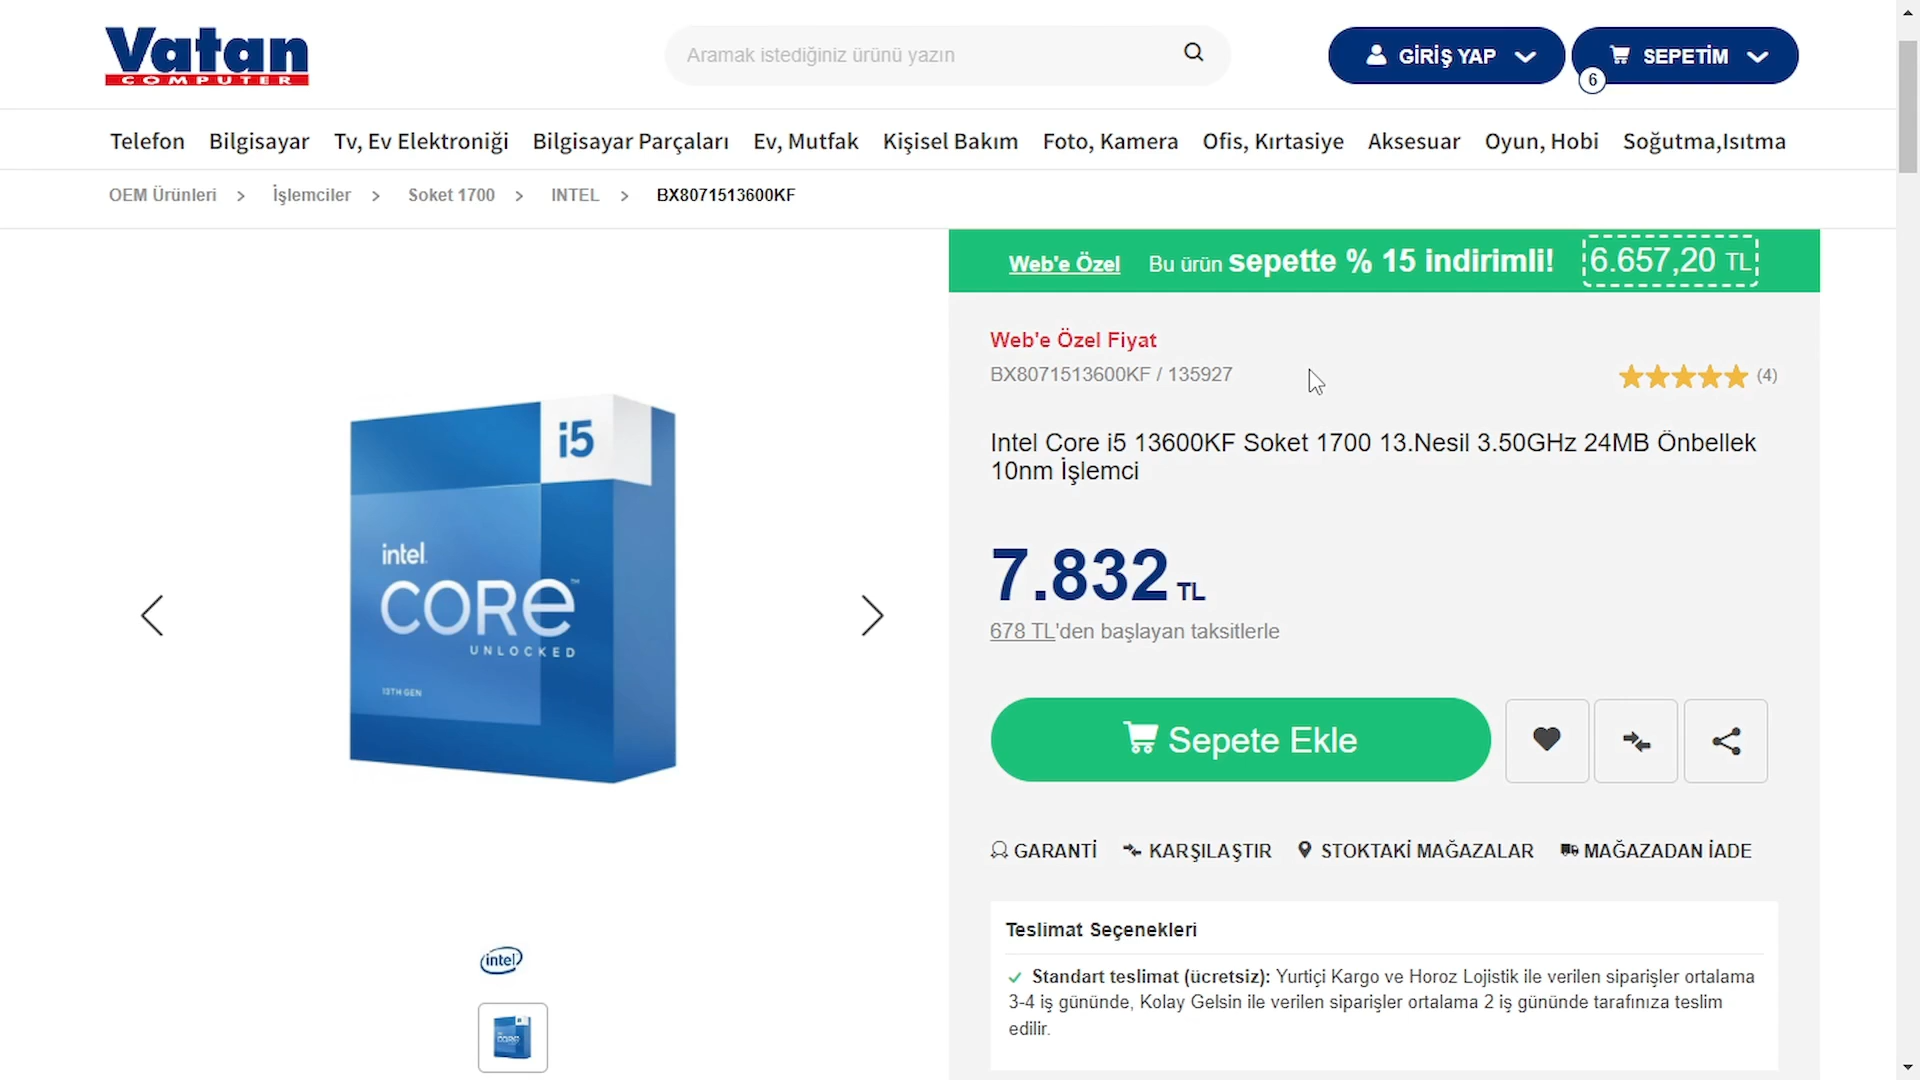 Vatan
COMPUTER
Aramak istediğiniz ürünü yazın
GİRİŞ YAP
SEPETİM
6
Telefon Bilgisayar Tv, Ev Elektroniği Bilgisayar Parçaları Ev, Mutfak Kişisel Bakım Foto, Kamera Ofis, Kırtasiye Aksesuar Oyun, Hobi Soğutma,Isıtma
OEM Ürünleri > İşlemciler > Soket 1700 > INTEL > BX8071513600KF
Web'e Özel Bu ürün sepette % 15 indirimli! 6.657,20 TL
Web'e Özel Fiyat
BX8071513600KF / 135927
(4)
Intel Core i5 13600KF Soket 1700 13.Nesil 3.50GHz 24MB Önbellek
10nm İşlemci
7.832 TL
678 TL'den başlayan taksitlerle
Sepete Ekle
GARANTİ KARŞILAŞTIR STOKTAKİ MAĞAZALAR MAĞAZADAN İADE
Teslimat Seçenekleri
Standart teslimat (ücretsiz): Yurtiçi Kargo ve Horoz Lojistik ile verilen siparişler ortalama
3-4 iş gününde, Kolay Gelsin ile verilen siparişler ortalama 2 iş gününde tarafınıza teslim
edilir.
i5
intel.
CORE™
UNLOCKED
13TH GEN
intel
CORE